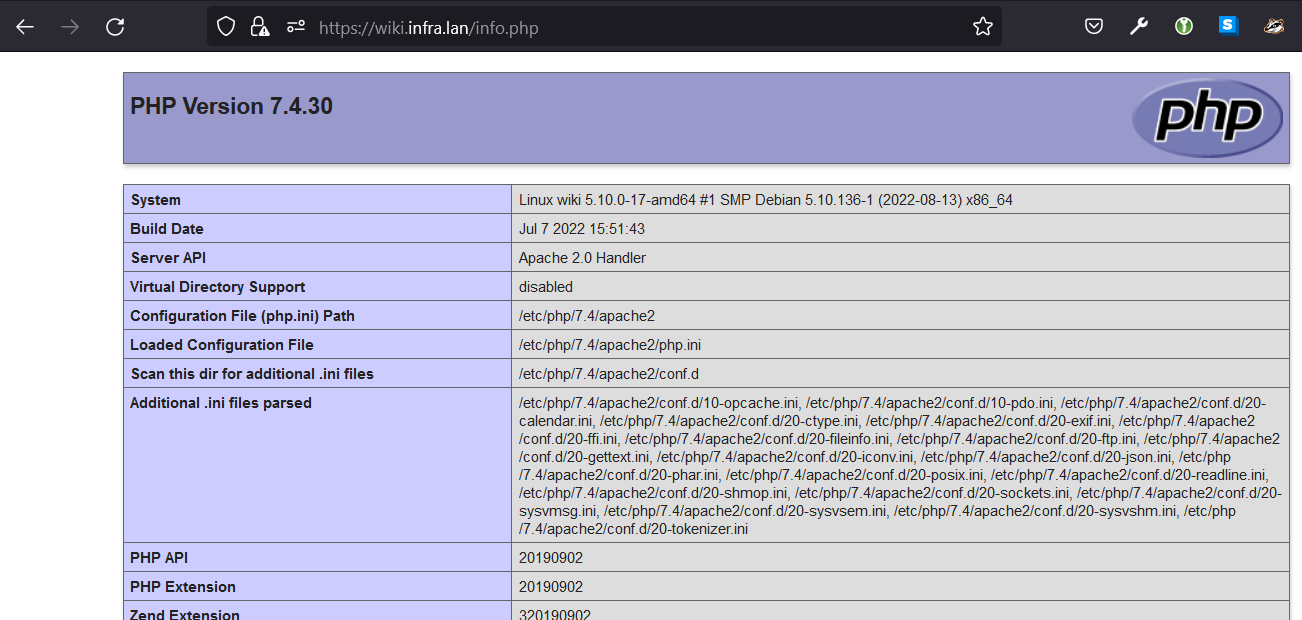 https://wiki.infra.lan/info.php
S
PHP Version 7.4.30
php
System Linux wiki 5.10.0-17-amd64 #1 SMP Debian 5.10.136-1 (2022-08-13) x86_64
Build Date Jul 7 2022 15:51:43
Server API Apache 2.0 Handler
Virtual Directory Support disabled
Configuration File (php.ini) Path /etc/php/7.4/apache2
Loaded Configuration File /etc/php/7.4/apache2/php.ini
Scan this dir for additional .ini files /etc/php/7.4/apache2/conf.d
Additional .ini files parsed /etc/php/7.4/apache2/conf.d/10-opcache.ini, /etc/php/7.4/apache2/conf.d/10-pdo.ini, /etc/php/7.4/apache2/conf.d/20-
calendar.ini, /etc/php/7.4/apache2/conf.d/20-ctype.ini, /etc/php/7.4/apache2/conf.d/20-exif.ini, /etc/php/7.4/apache2
/conf.d/20-ffi.ini, /etc/php/7.4/apache2/conf.d/20-fileinfo.ini, /etc/php/7.4/apache2/conf.d/20-ftp.ini, /etc/php/7.4/apache2
/conf.d/20-gettext.ini, /etc/php/7.4/apache2/conf.d/20-iconv.ini, /etc/php/7.4/apache2/conf.d/20-json.ini, /etc/php
/7.4/apache2/conf.d/20-phar.ini, /etc/php/7.4/apache2/conf.d/20-posix.ini, /etc/php/7.4/apache2/conf.d/20-readline.ini,
/etc/php/7.4/apache2/conf.d/20-shmop.ini, /etc/php/7.4/apache2/conf.d/20-sockets.ini, /etc/php/7.4/apache2/conf.d/20-
sysvmsg.ini, /etc/php/7.4/apache2/conf.d/20-sysvsem.ini, /etc/php/7.4/apache2/conf.d/20-sysvshm.ini, /etc/php
/7.4/apache2/conf.d/20-tokenizer.ini
PHP API 20190902
PHP Extension 20190902
Zend Extension 320190902